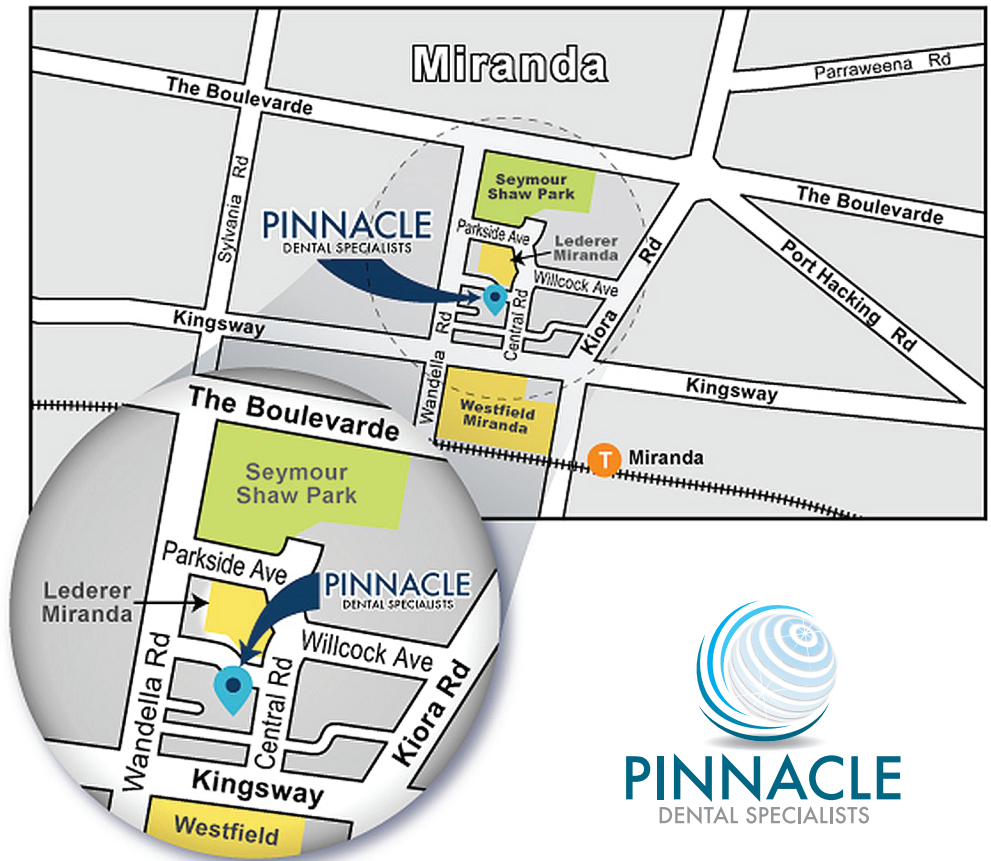 Miranda
Parraweena Rd
The Boulevarde
Sylvania Rd
Seymour
Shaw Park
The Boulevarde
PINNACLE
DENTAL SPECIALISTS
Parkside Ave
Lederer
Miranda
Willcock Ave
Kiora Rd
Port Hacking Rd
Kingsway
Wandella Rd
Central Rd
Kingsway
Westfield
Miranda
T
Miranda
The Boulevarde
Seymour
Shaw Park
Parkside Ave
Lederer
Miranda
PINNACLE
DENTAL SPECIALISTS
Willcock Ave
Wandella Rd
Central Rd
Kiora Rd
Kingsway
Westfield
PINNACLE
DENTAL SPECIALISTS